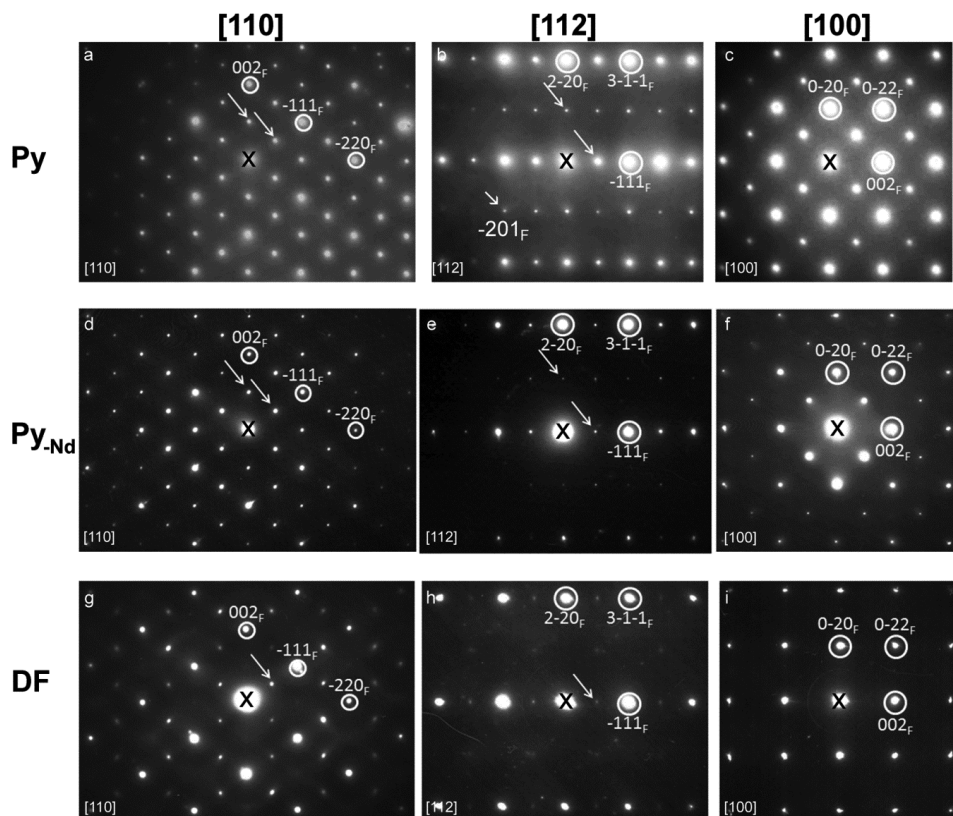 [110] [112] [100]
Py
a
002F
-111F
-220F
X
[110]
b
2-20F 3-1-1F
X
-111F
-201F
[112]
c
0-20F 0-22F
X
002F
[100]
Py-Nd
d
002F
-111F
-220F
X
[110]
e
2-20F 3-1-1F
X
-111F
[112]
f
0-20F 0-22F
X
002F
[100]
DF
g
002F
-111F
-220F
X
[110]
h
2-20F 3-1-1F
X
-111F
[112]
i
0-20F 0-22F
X
002F
[100]